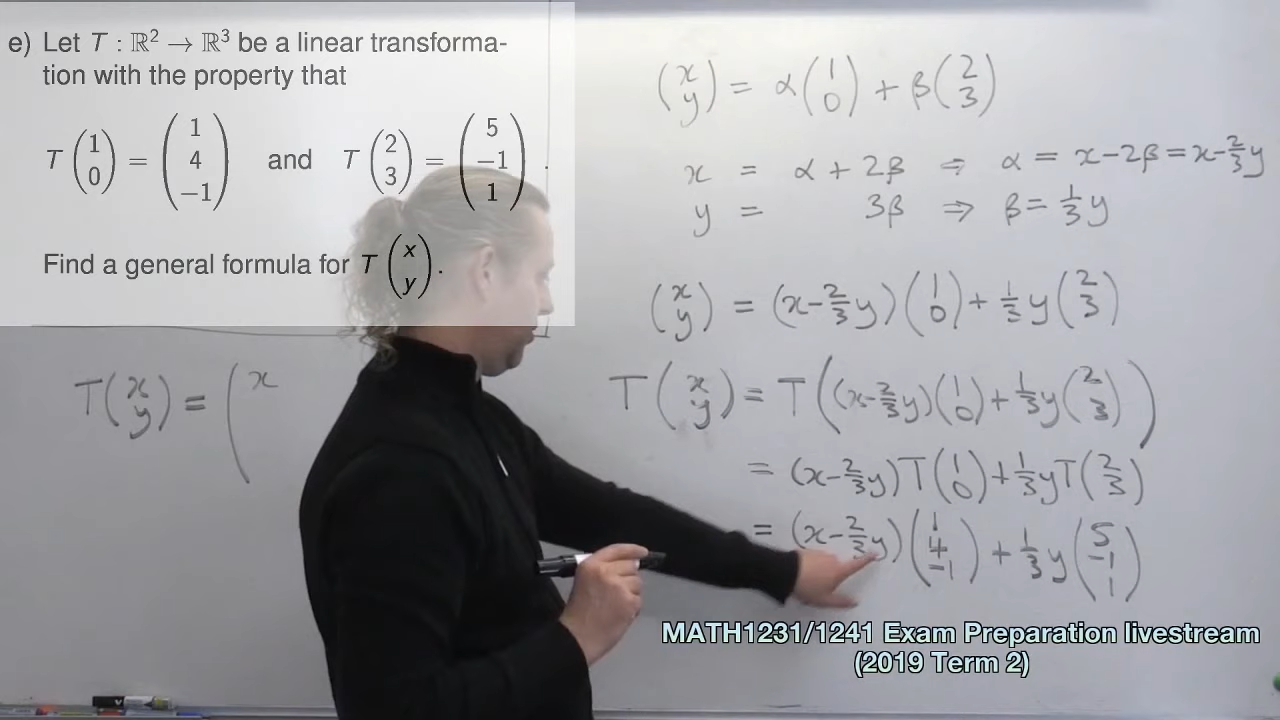 e) Let T : ℝ² → ℝ³ be a linear transforma-
tion with the property that
T(1 0) = (1 4 −1) and T(2 3) = (5 −1 1).
Find a general formula for T(x y).
(x y) = α(1 0) + β(2 3)
x = α + 2β ⇒ α = x-2β = x-2/3y
y = 3β ⇒ β = 1/3y
(x y) = (x-2/3y)(1 0) + 1/3y(2 3)
T(x y) = T((x-2/3y)(1 0) + 1/3y(2 3))
= (x-2/3y)T(1 0) + 1/3yT(2 3)
= (x-2/3y)(1 4 -1) + 1/3y(5 -1 1)
T(x y) = (x
MATH1231/1241 Exam Preparation livestream
(2019 Term 2)